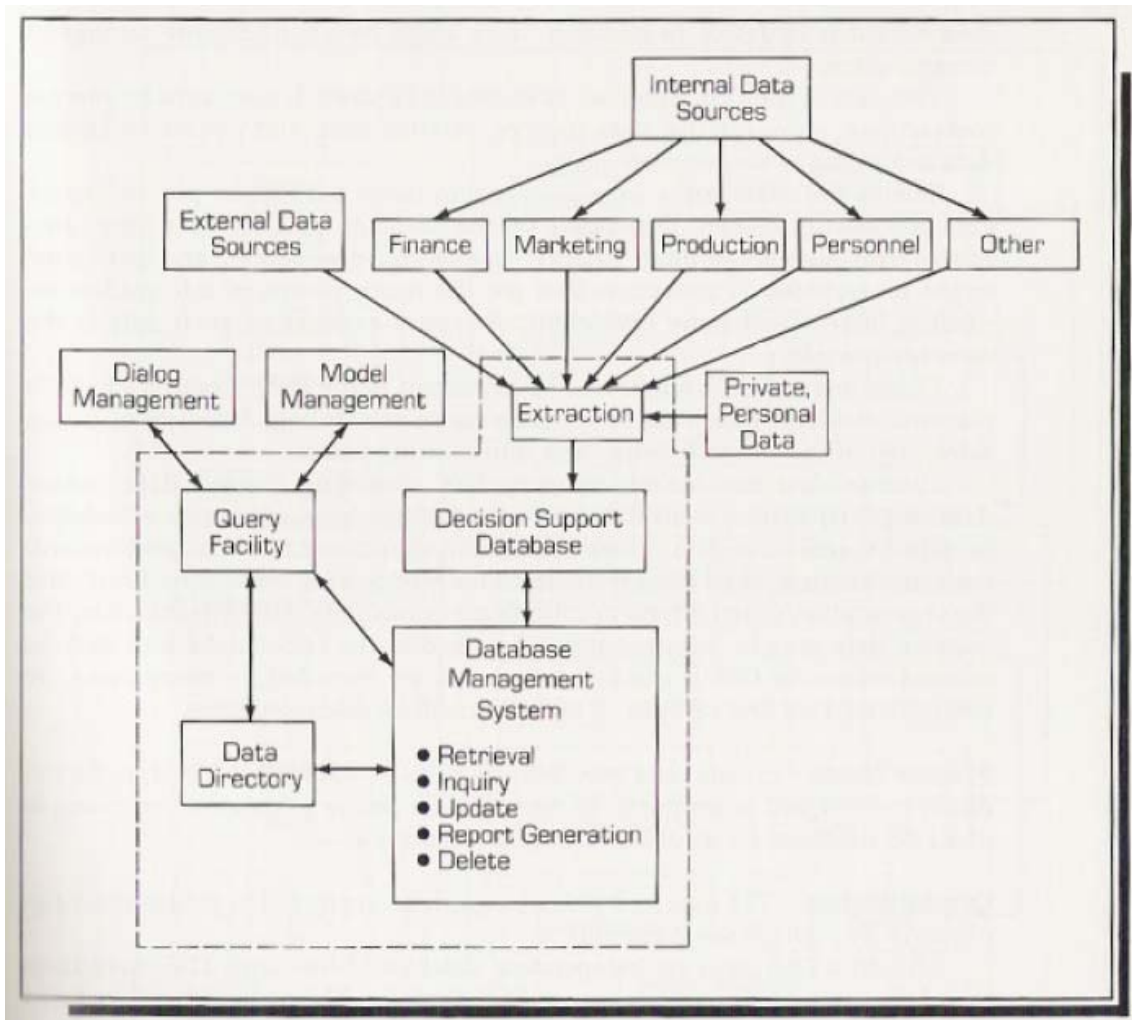 Internal Data
Sources
External Data
Sources
Finance
Marketing
Production
Personnel
Other
Dialog
Management
Model
Management
Extraction
Private,
Personal
Data
Query
Facility
Decision Support
Database
Database
Management
System
● Retrieval
● Inquiry
● Update
● Report Generation
● Delete
Data
Directory